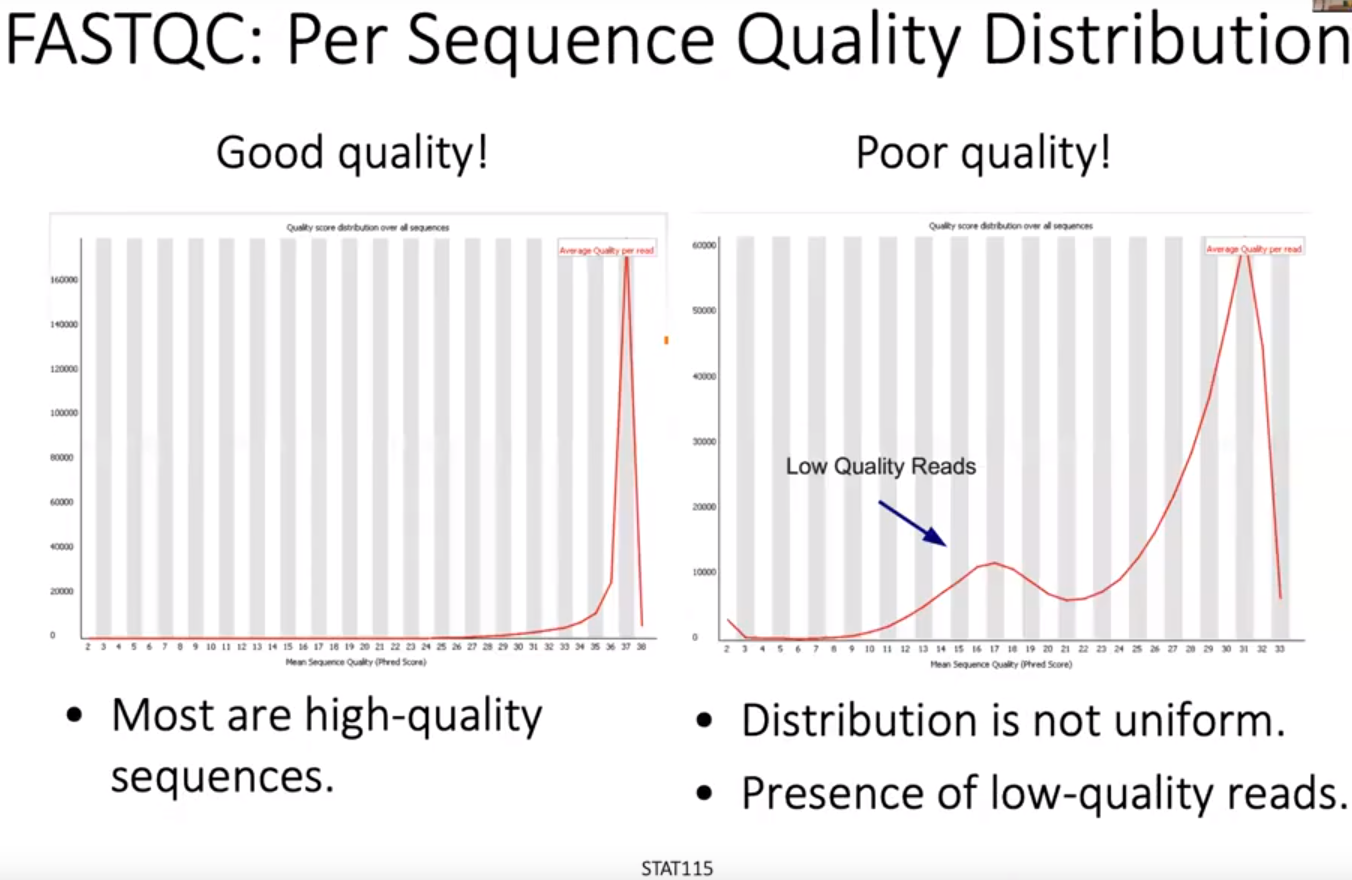 FASTQC: Per Sequence Quality Distribution
Good quality!
Quality score distribution over all sequences
Average Quality per read
160000
140000
120000
100000
80000
60000
40000
20000
0
2 3 4 5 6 7 8 9 10 11 12 13 14 15 16 17 18 19 20 21 22 23 24 25 26 27 28 29 30 31 32 33 34 35 36 37 38
Mean Sequence Quality (Phred Score)
Most are high-quality
sequences.
Poor quality!
Quality score distribution over all sequences
Average Quality per read
60000
50000
40000
30000
20000
10000
0
Low Quality Reads
2 3 4 5 6 7 8 9 10 11 12 13 14 15 16 17 18 19 20 21 22 23 24 25 26 27 28 29 30 31 32 33
Mean Sequence Quality (Phred Score)
Distribution is not uniform.
Presence of low-quality reads.
STAT115